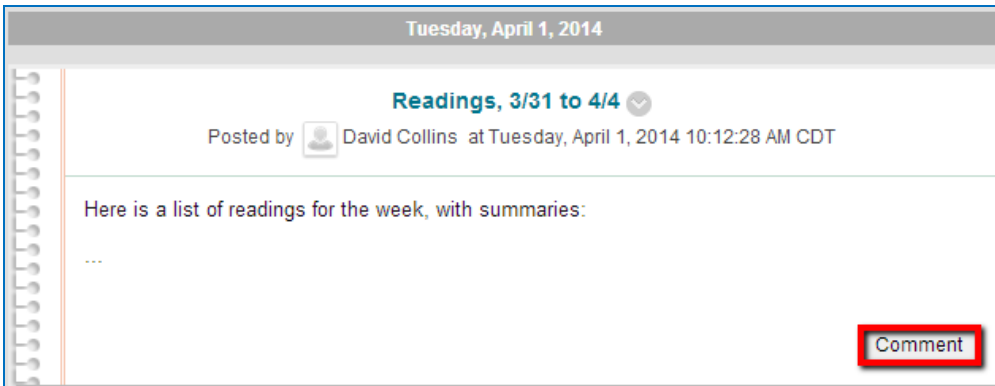 Tuesday, April 1, 2014
Readings, 3/31 to 4/4
Posted by David Collins at Tuesday, April 1, 2014 10:12:28 AM CDT
Here is a list of readings for the week, with summaries:
...
Comment